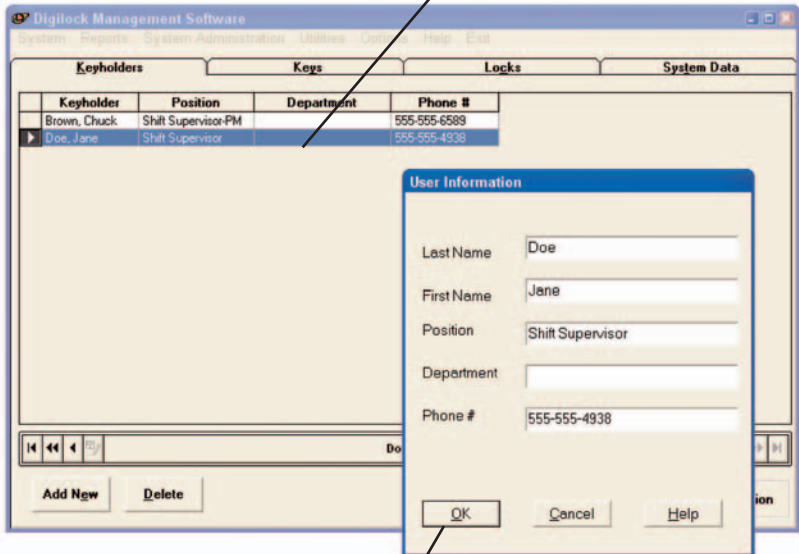 Digilock Management Software
System Reports System Administration Utilities Options Help Exit
Keyholders Keys Locks System Data
Keyholder Position Department Phone #
Brown, Chuck Shift Supervisor-PM 555-555-6589
Doe, Jane Shift Supervisor 555-555-4938
User Information
Last Name Doe
First Name Jane
Position Shift Supervisor
Department
Phone # 555-555-4938
Do
Add New Delete ion
OK Cancel Help